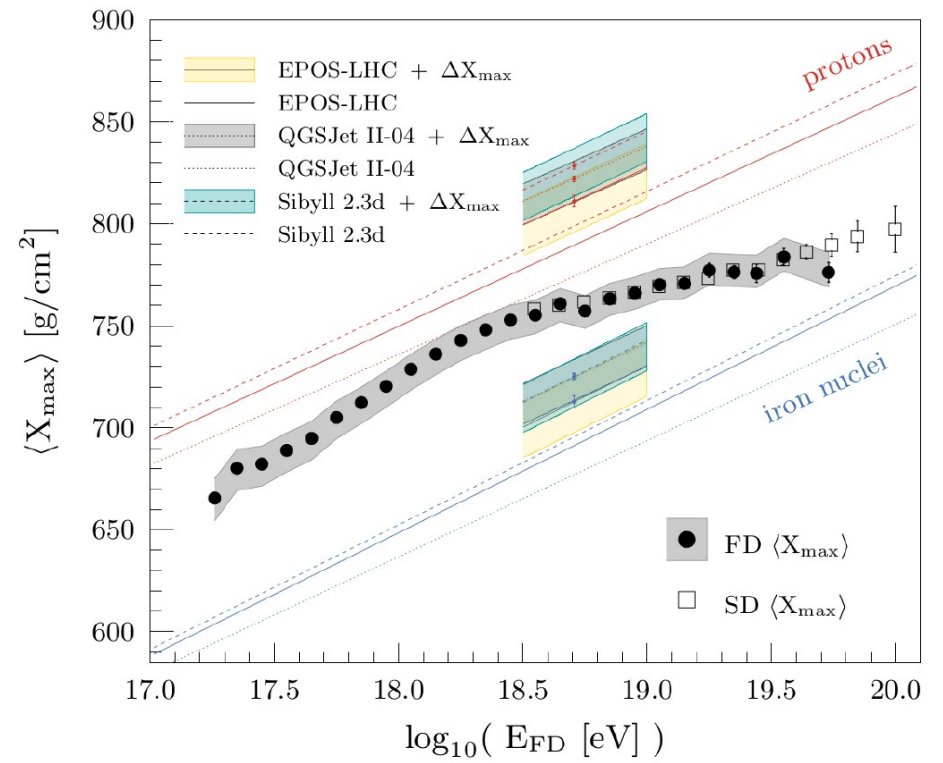 900
850
800
750
700
650
600
⟨X_max⟩ [g/cm²]
EPOS-LHC + ΔX_max
EPOS-LHC
QGSJet II-04 + ΔX_max
QGSJet II-04
Sibyll 2.3d + ΔX_max
Sibyll 2.3d
protons
iron nuclei
FD ⟨X_max⟩
SD ⟨X_max⟩
17.0 17.5 18.0 18.5 19.0 19.5 20.0
log₁₀( E_FD [eV] )